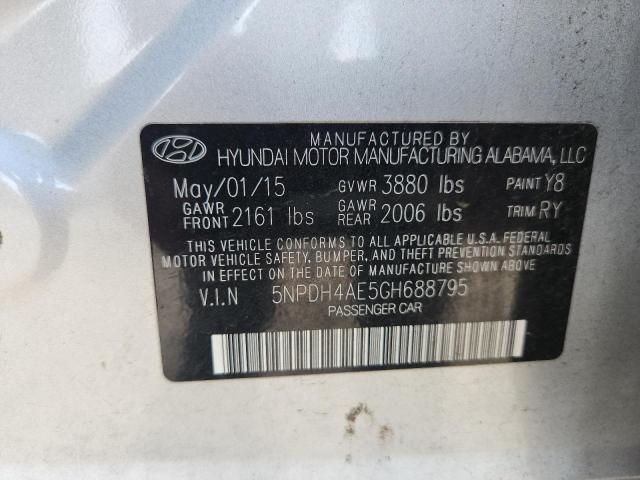 MANUFACTURED BY
HYUNDAI MOTOR MANUFACTURING ALABAMA, LLC
May/01/15 GVWR 3880 lbs PAINT Y8
GAWR FRONT 2161 lbs GAWR REAR 2006 lbs TRIM RY
THIS VEHICLE CONFORMS TO ALL APPLICABLE U.S.A. FEDERAL
MOTOR VEHICLE SAFETY, BUMPER, AND THEFT PREVENTION STANDARDS
IN EFFECT ON THE DATE OF MANUFACTURE SHOWN ABOVE.
V.I.N 5NPDH4AE5GH688795
PASSENGER CAR